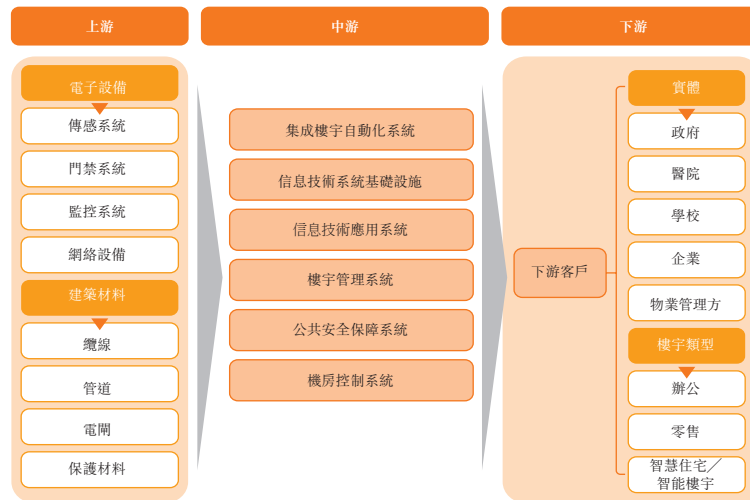 上游
中游
下游
電子設備
傳感系統
門禁系統
監控系統
網絡設備
建築材料
纜線
管道
電閘
保護材料
集成樓宇自動化系統
信息技術系統基礎設施
信息技術應用系統
樓宇管理系統
公共安全保障系統
機房控制系統
下游客戶
實體
政府
醫院
學校
企業
物業管理方
樓宇類型
辦公
零售
智慧住宅／
智能樓宇